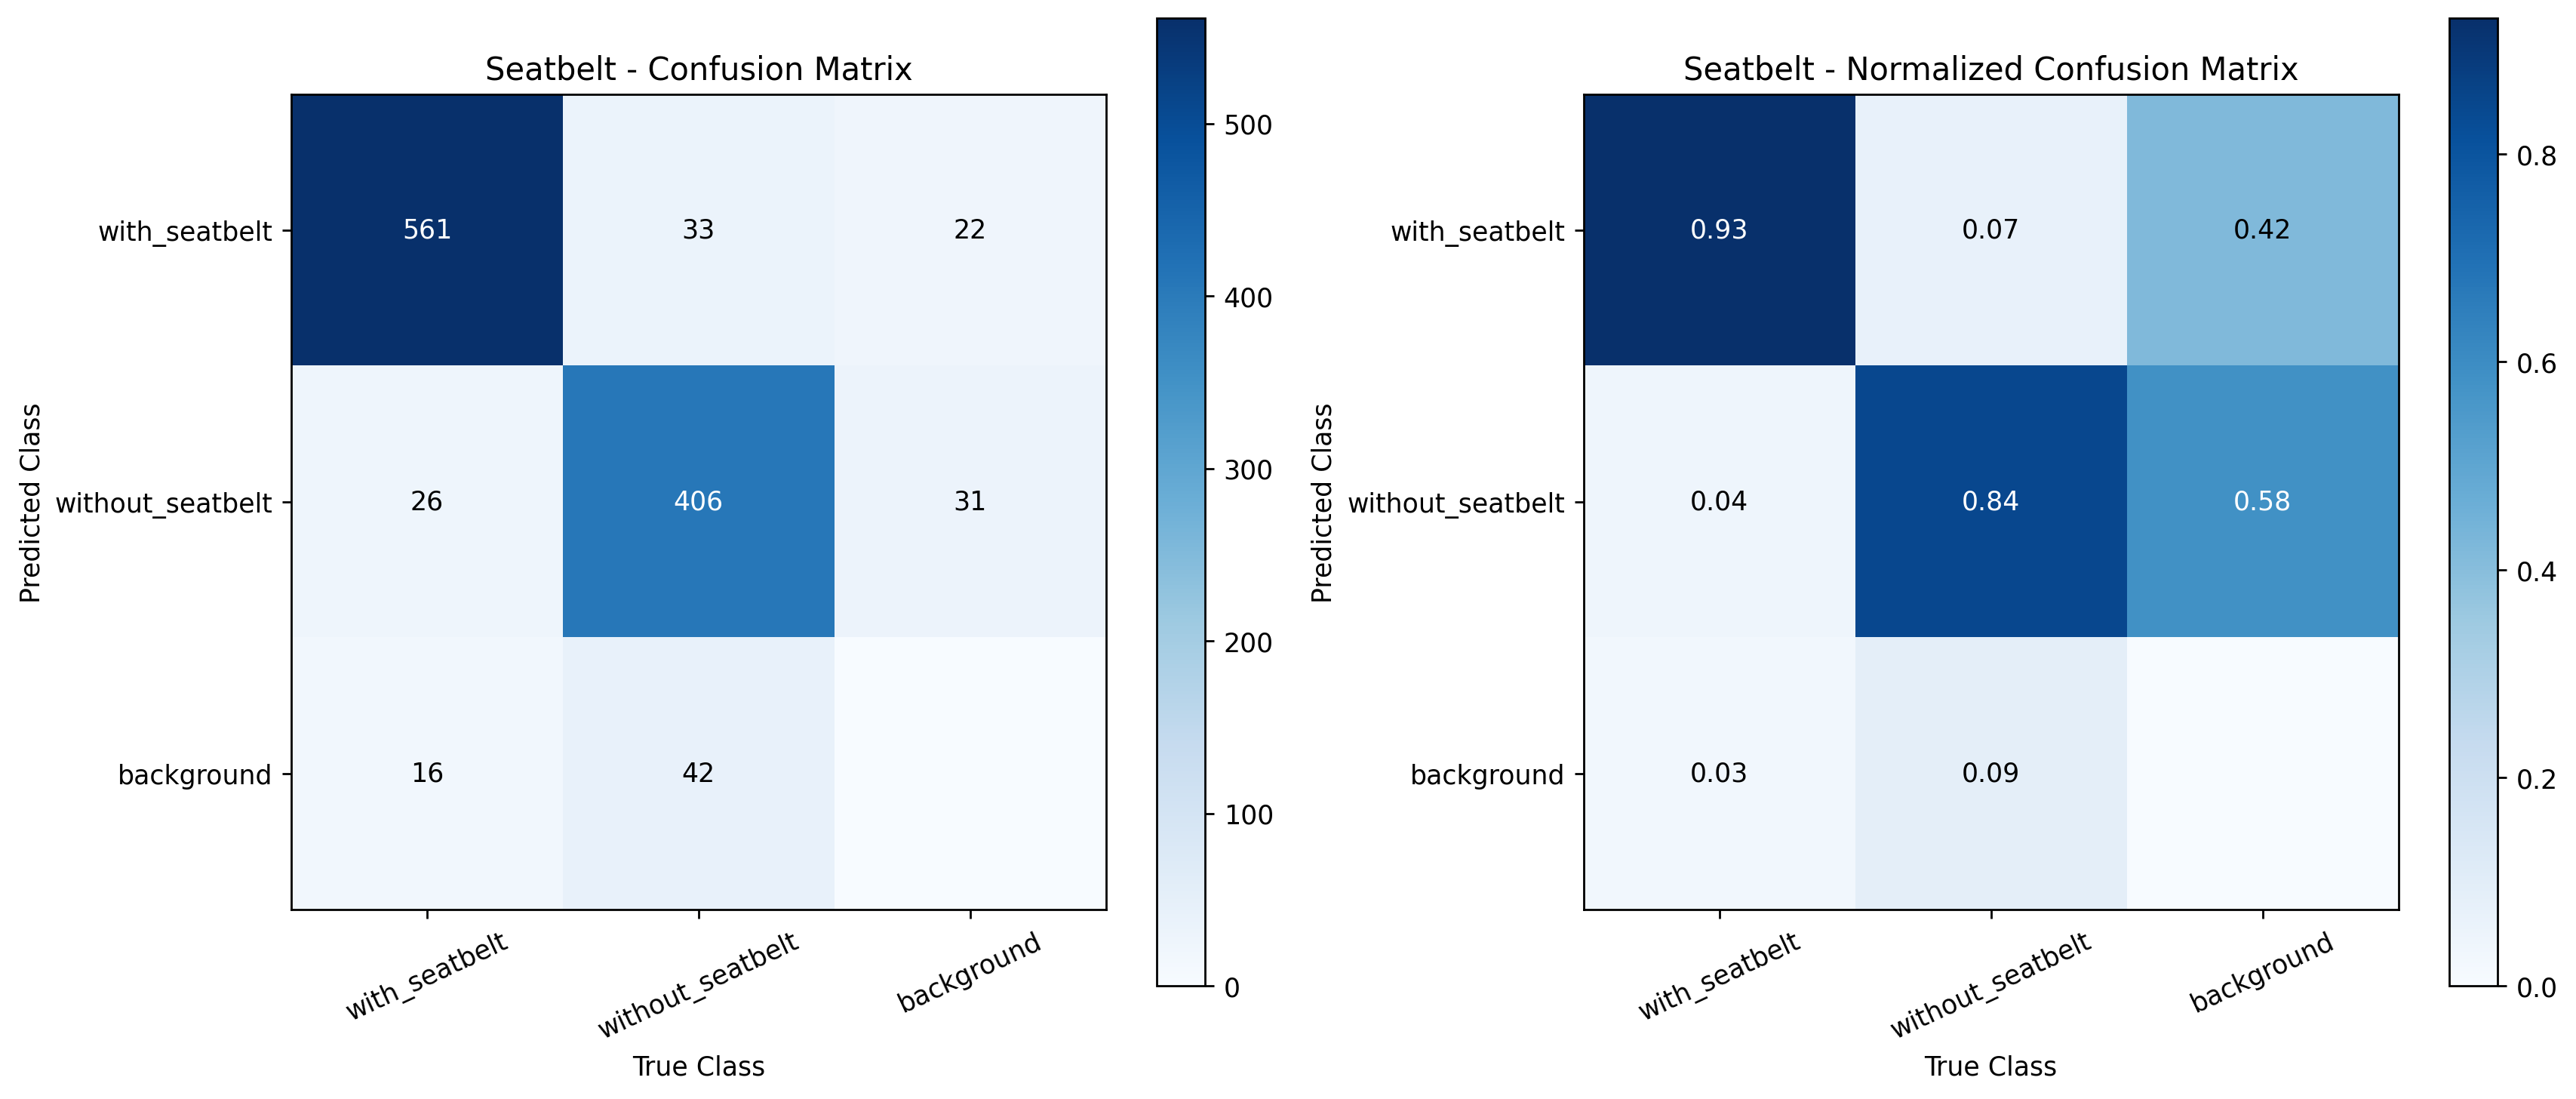 Seatbelt - Confusion Matrix
Predicted Class
with_seatbelt
561 33 22
without_seatbelt
26 406 31
background
16 42
with_seatbelt without_seatbelt background
True Class
500
400
300
200
100
0
Seatbelt - Normalized Confusion Matrix
Predicted Class
with_seatbelt
0.93 0.07 0.42
without_seatbelt
0.04 0.84 0.58
background
0.03 0.09
with_seatbelt without_seatbelt background
True Class
0.8
0.6
0.4
0.2
0.0